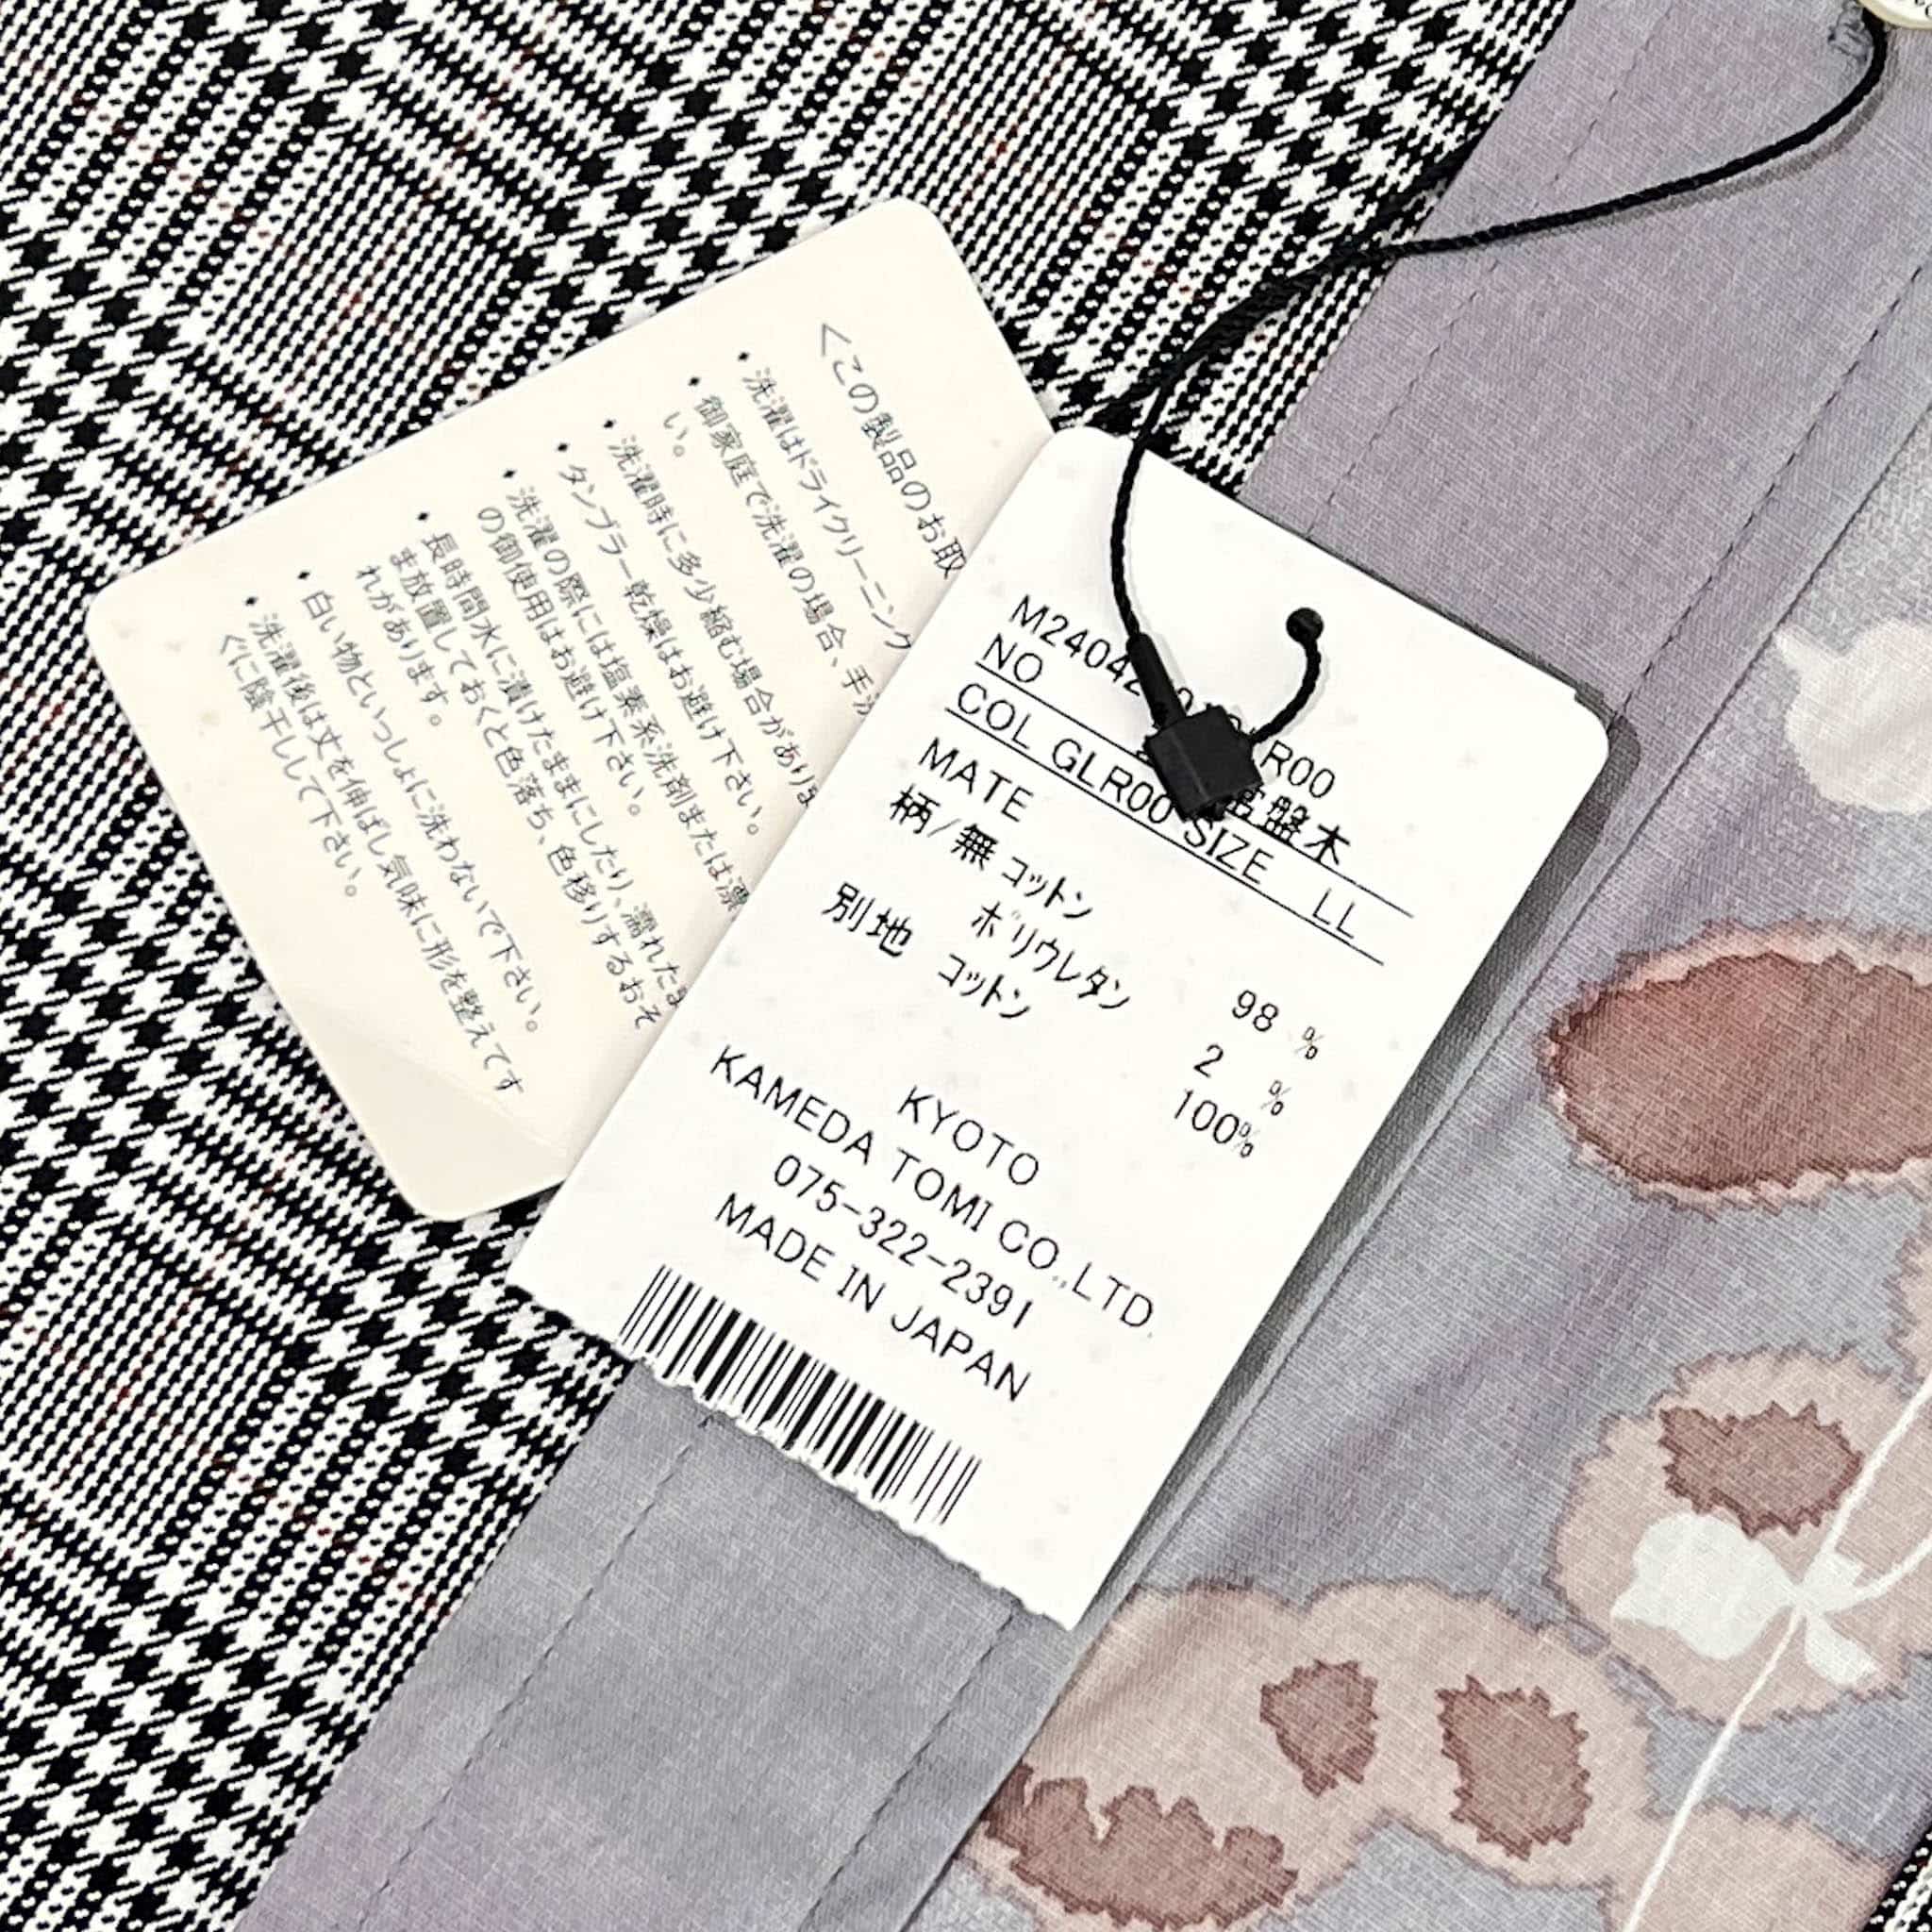 〈この製品のお取
・洗濯はドライクリーニング
・御家庭で洗濯の場合、手洗
い。
・洗濯時に多少縮む場合があり
・タンブラー乾燥はお避け下さい。
・洗濯の際には塩素系洗剤または漂
の御使用はお避け下さい。
・長時間水に漬けたままにしたり、濡れたま
ま放置しておくと色落ち、色移りするおそ
れがあります。
・白い物といっしょに洗わないで下さい。
・洗濯後は丈を伸ばし気味に形を整えてす
ぐに陰干しして下さい。
M2404 R00
NO 常盤木
COL GLR00 SIZE LL
MATE
柄/無 コットン 98 %
ポリウレタン 2 %
別地 コットン 100%
KYOTO
KAMEDA TOMI CO.,LTD.
075-322-2391
MADE IN JAPAN